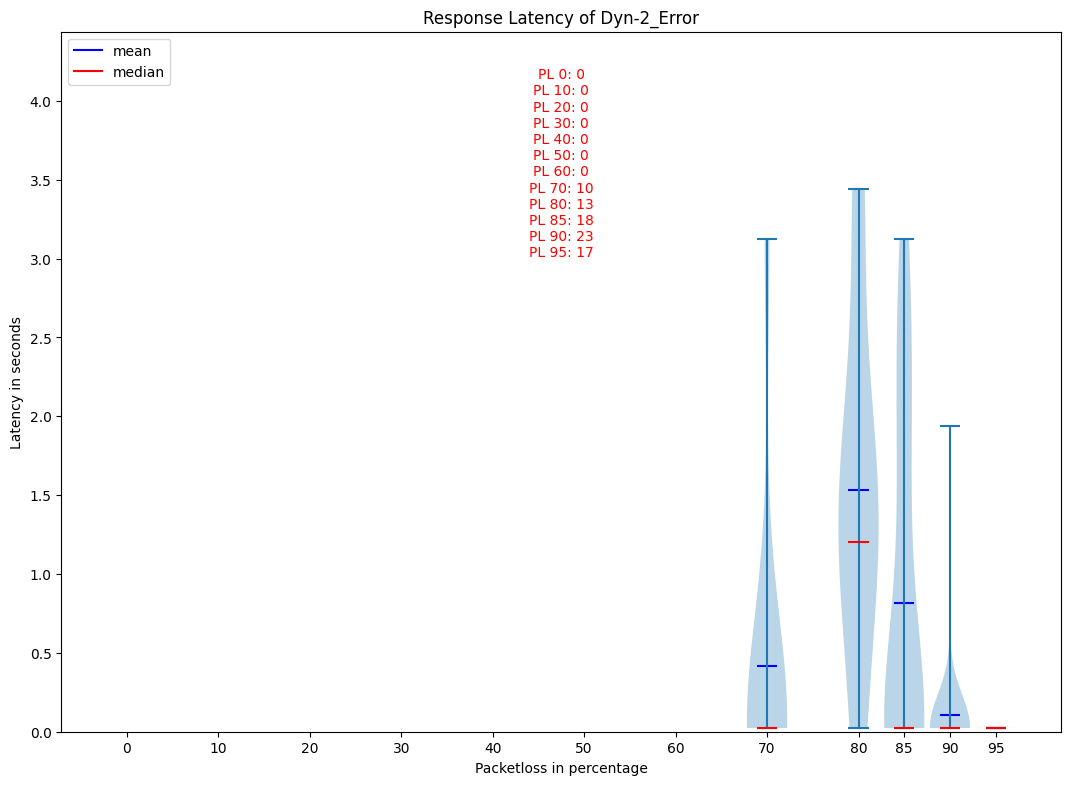 Response Latency of Dyn-2_Error
mean
median
PL 0: 0
PL 10: 0
PL 20: 0
PL 30: 0
PL 40: 0
PL 50: 0
PL 60: 0
PL 70: 10
PL 80: 13
PL 85: 18
PL 90: 23
PL 95: 17
Latency in seconds
4.0
3.5
3.0
2.5
2.0
1.5
1.0
0.5
0.0
0 10 20 30 40 50 60 70 80 85 90 95
Packetloss in percentage